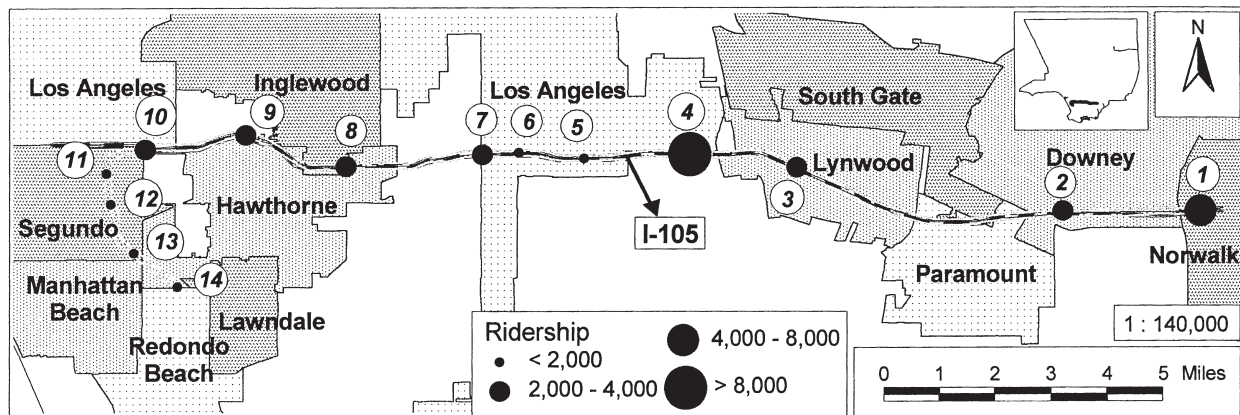 Los Angeles
Inglewood
Los Angeles
South Gate
Lynwood
Downey
Norwalk
Paramount
Hawthorne
Segundo
Manhattan
Beach
Lawndale
Redondo
Beach
10
9
8
7
6
5
4
3
2
1
11
12
13
14
I-105
N
1 : 140,000
Ridership
< 2,000
2,000 - 4,000
4,000 - 8,000
> 8,000
0 1 2 3 4 5 Miles